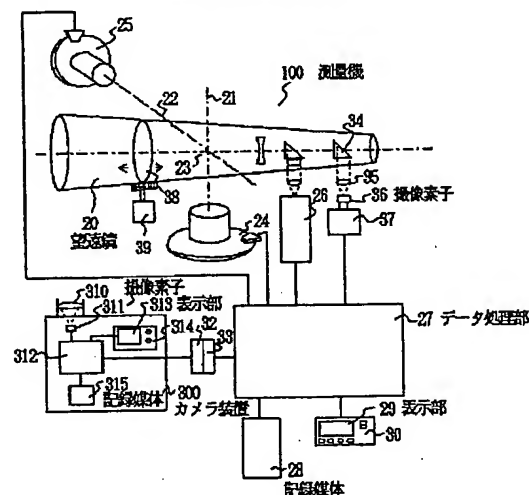 25
22
21
100 測量機
34
23
38
35
36 撮像素子
26
37
20
望遠鏡
39
24
撮像素子
310
311
313 表示部
314
32
33
27 データ処理部
312
315
記録媒体
300
カメラ装置
29 表示部
30
28
記録媒体